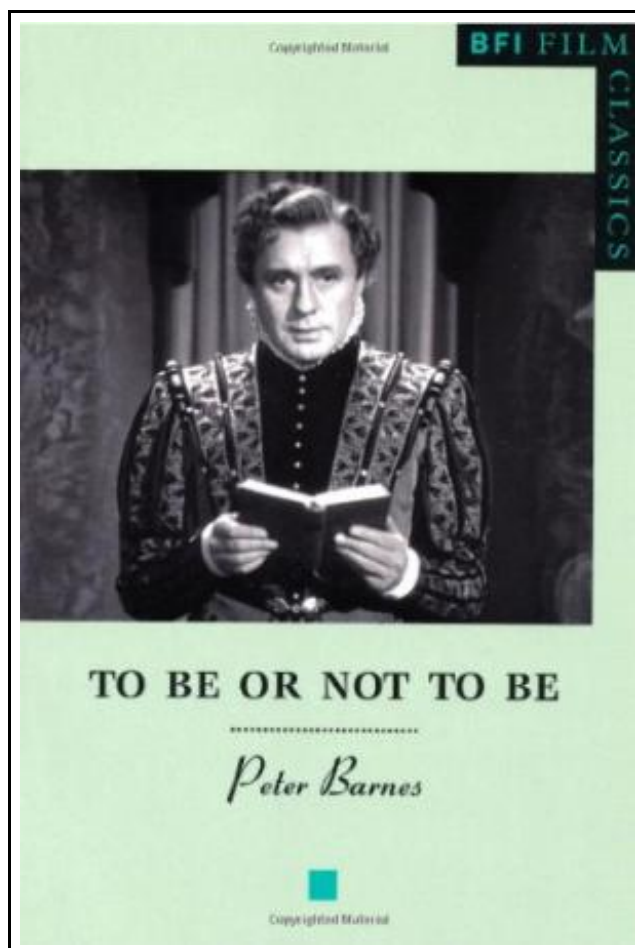 Copyrighted Material
BFI FILM
CLASSICS
TO BE OR NOT TO BE
Peter Barnes
Copyrighted Material